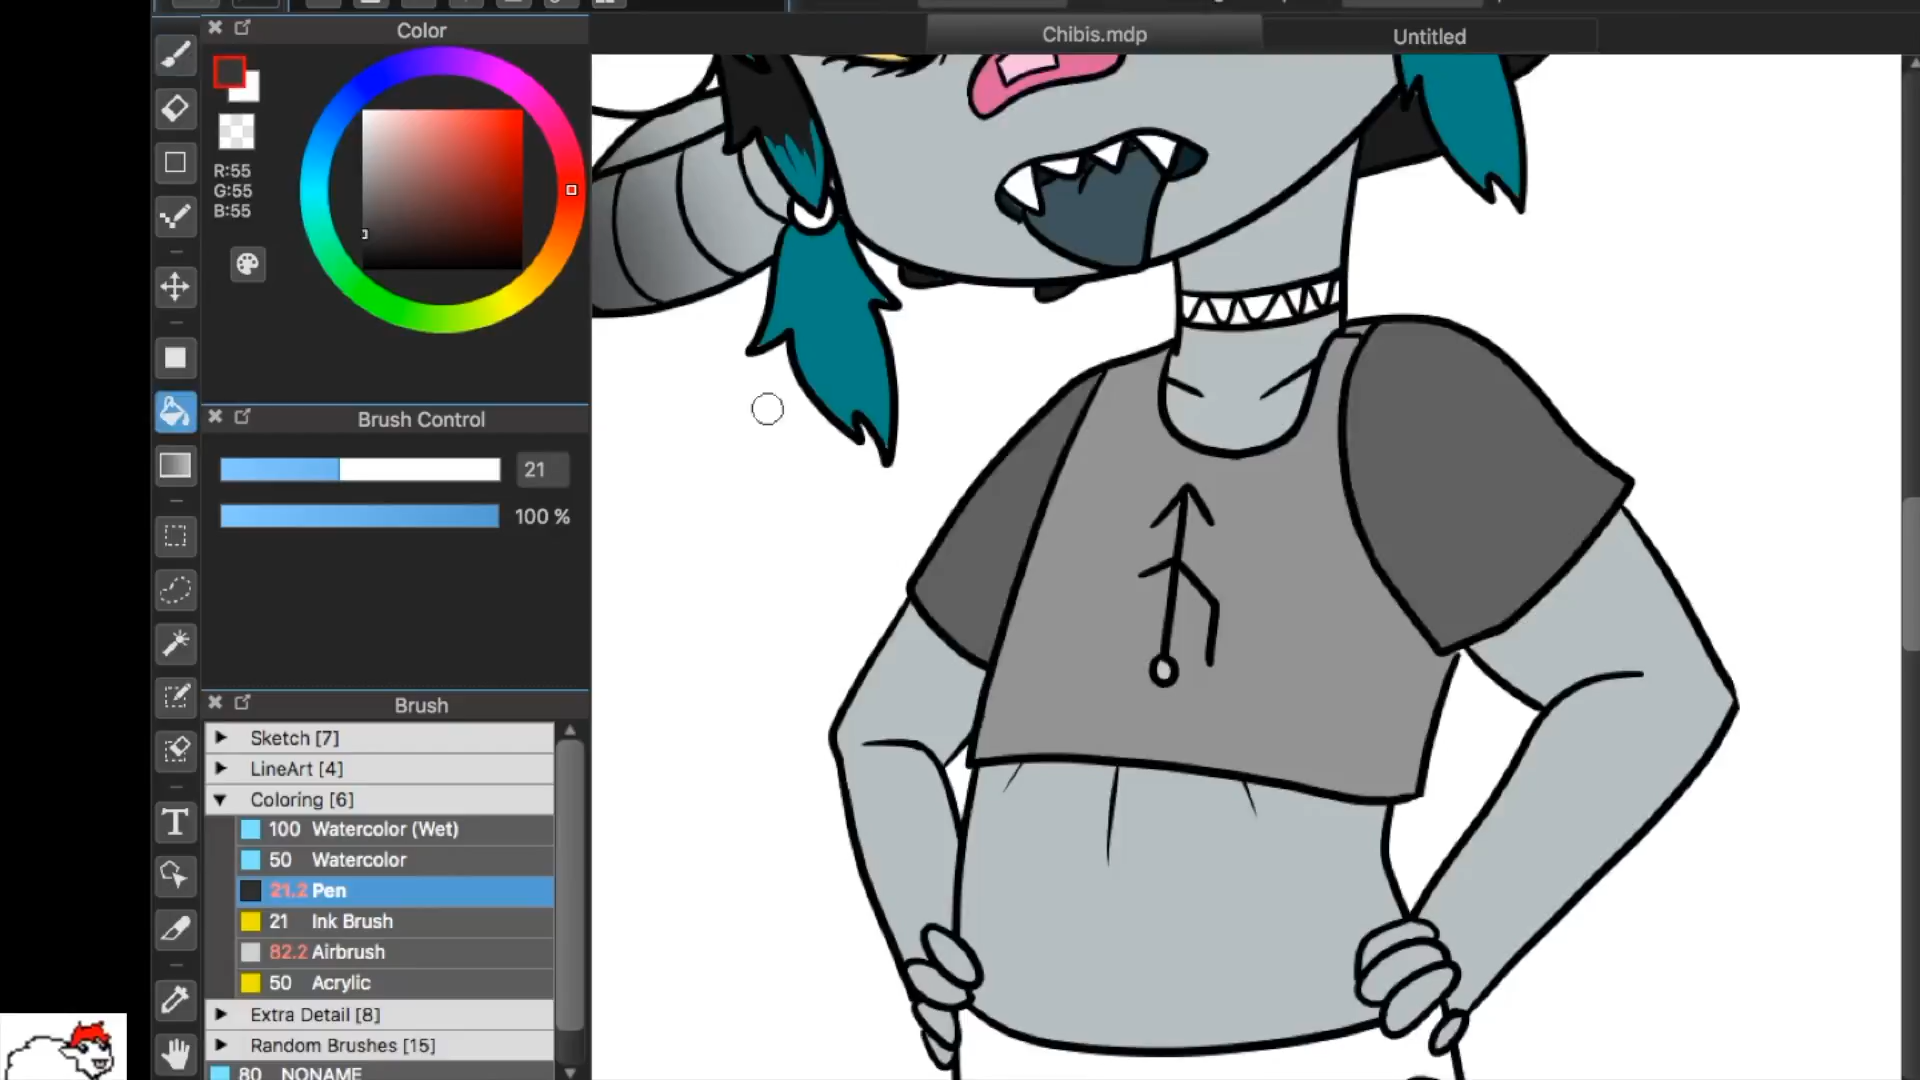 Color
Chibis.mdp
Untitled
R:55
G:55
B:55
Brush Control
21
100 %
Brush
Sketch [7]
LineArt [4]
Coloring [6]
100 Watercolor (Wet)
50 Watercolor
21.2 Pen
21 Ink Brush
82.2 Airbrush
50 Acrylic
Extra Detail [8]
Random Brushes [15]
80 NONAME